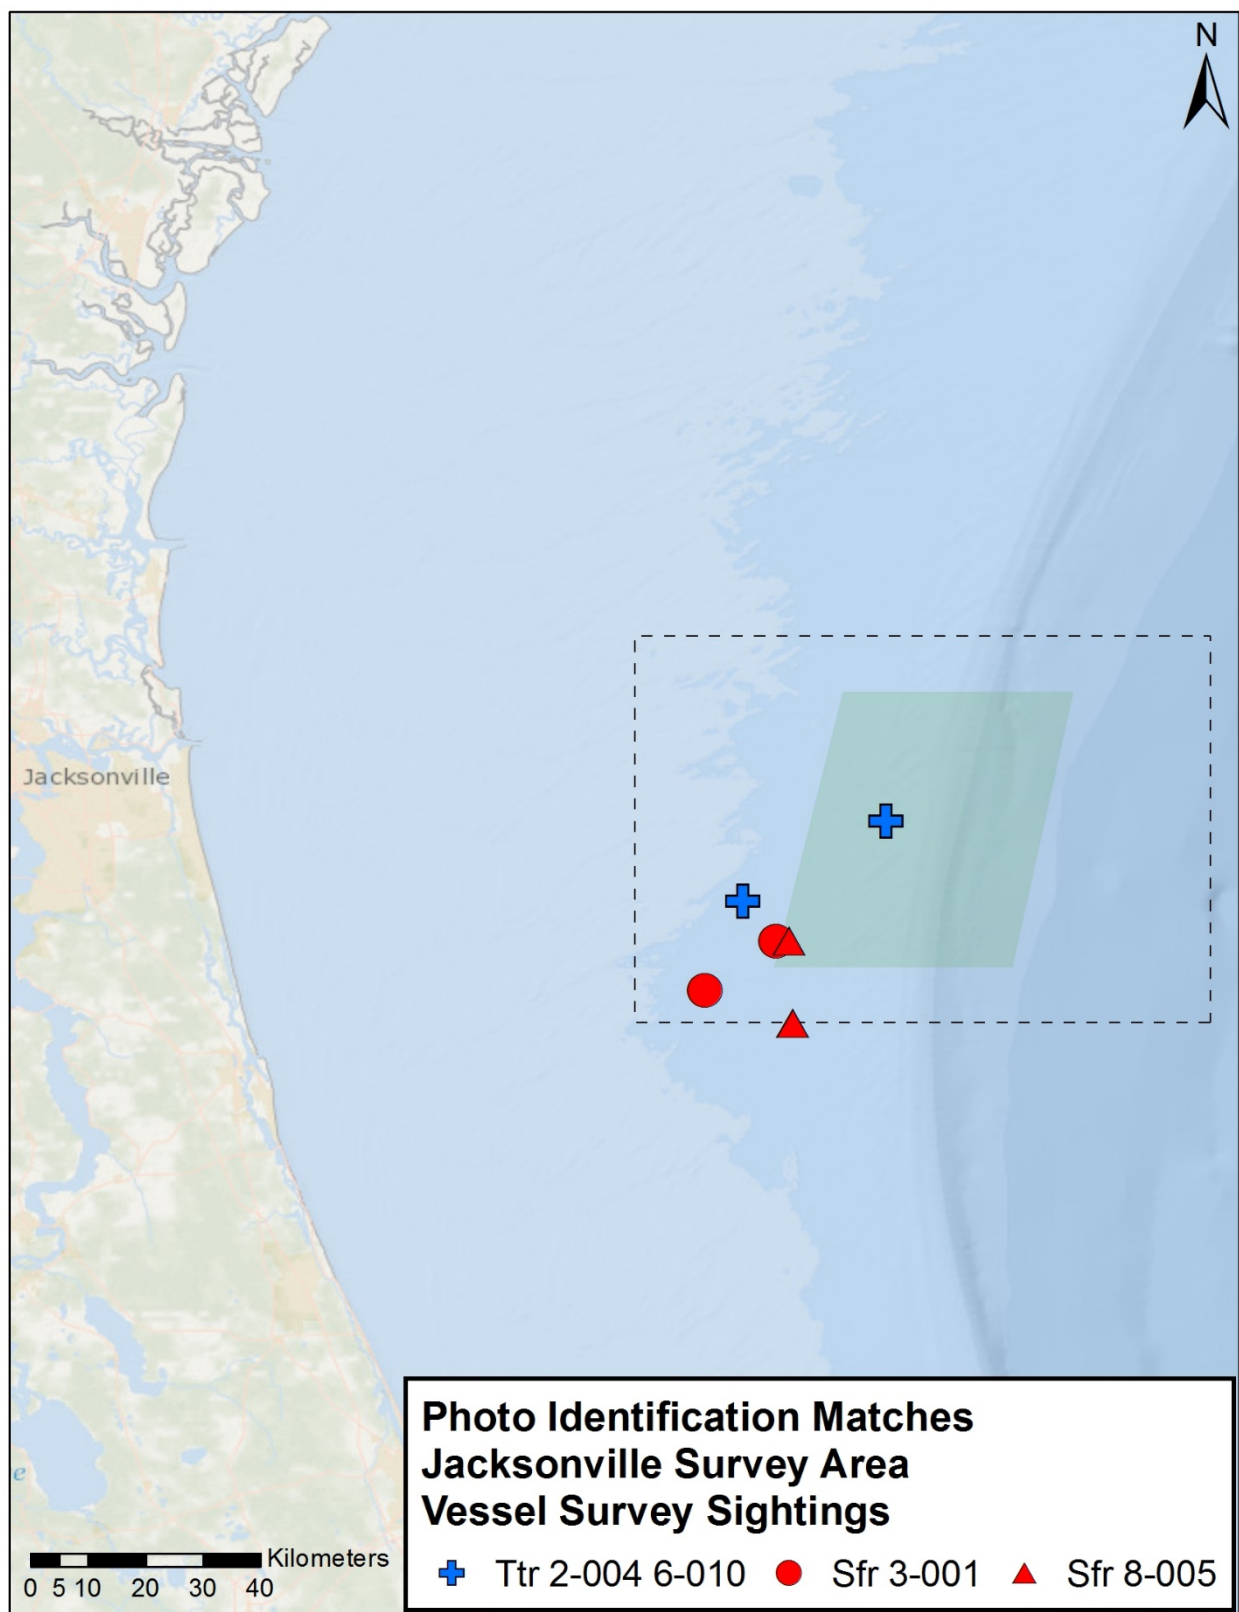 N
Jacksonville
e
Photo Identification Matches
Jacksonville Survey Area
Vessel Survey Sightings
Ttr 2-004 6-010 Sfr 3-001 Sfr 8-005
Kilometers
0 5 10 20 30 40